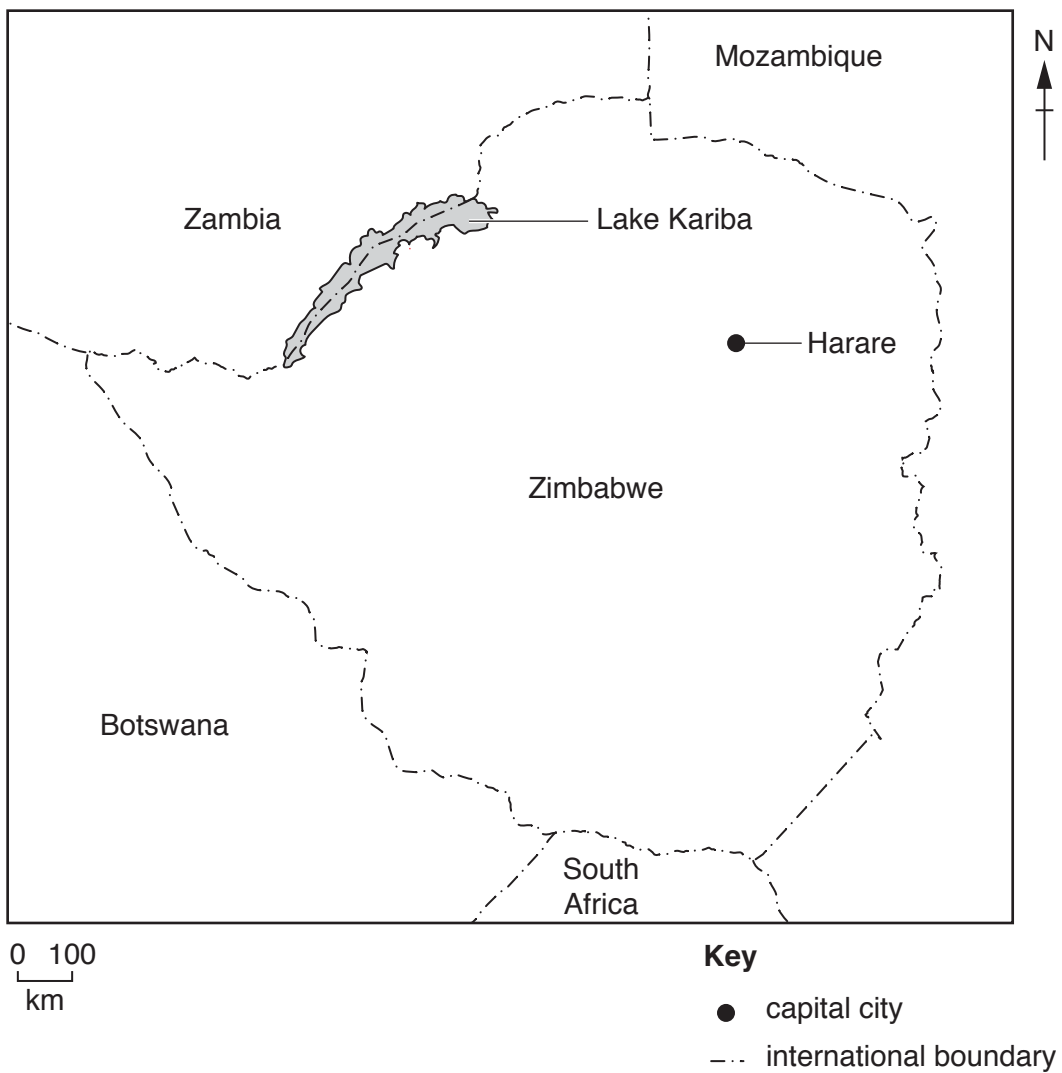 N
Mozambique
Zambia
Lake Kariba
Harare
Zimbabwe
Botswana
South
Africa
0 100
km
Key
capital city
international boundary